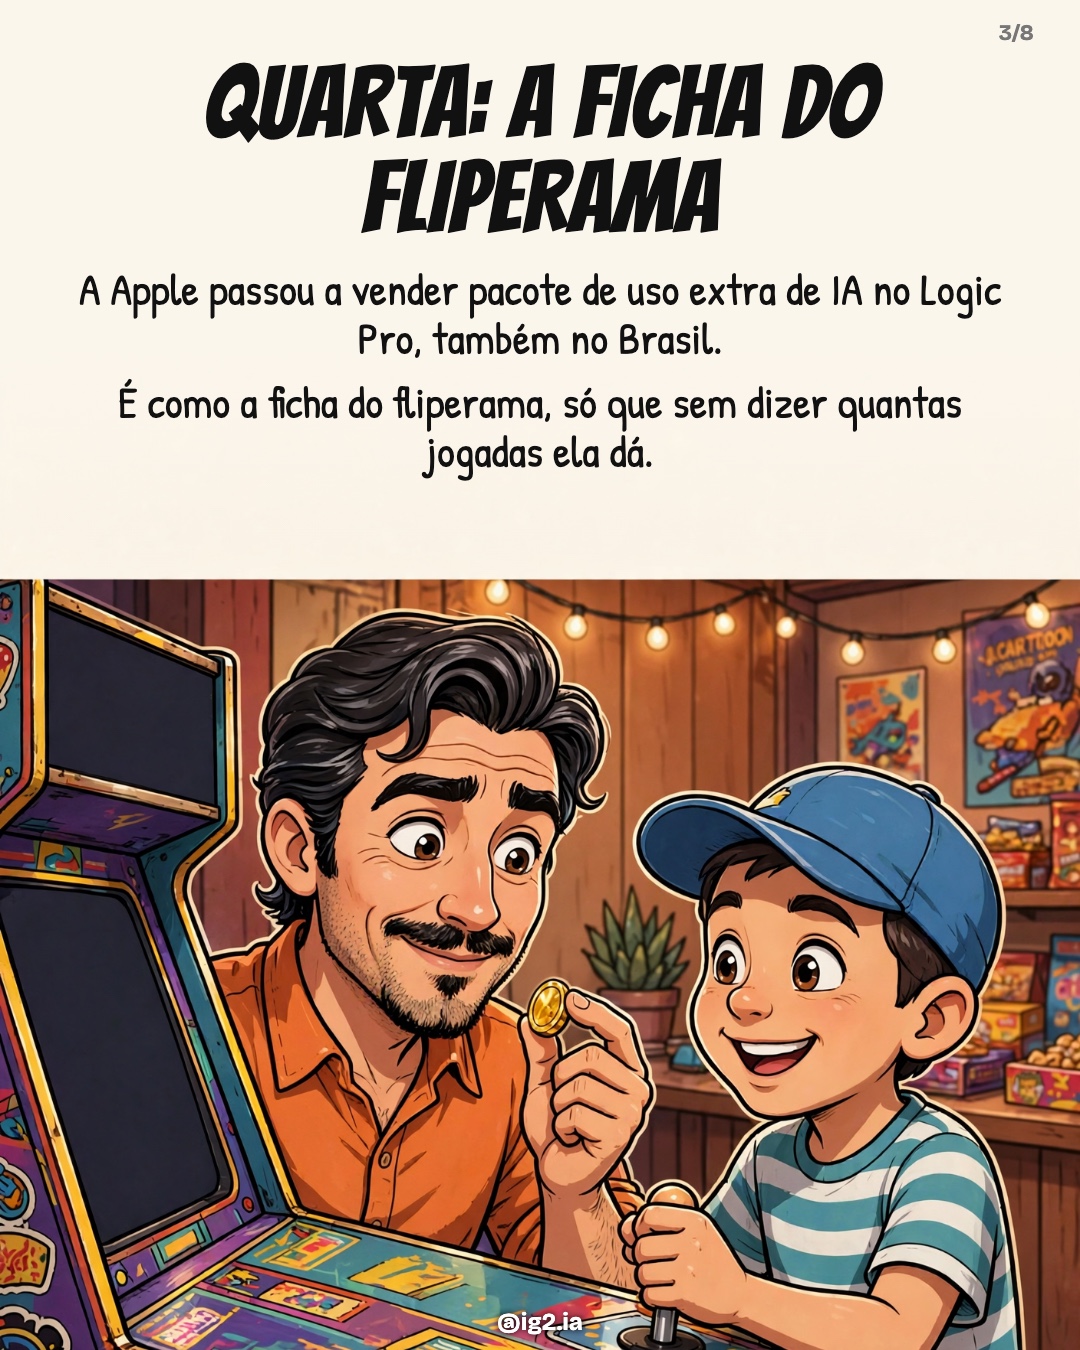 3/8
QUARTA: A FICHA DO
FLIPERAMA
A Apple passou a vender pacote de uso extra de IA no Logic
Pro, também no Brasil.
É como a ficha do fliperama, só que sem dizer quantas
jogadas ela dá.
ACARTOON
@ig2.ia